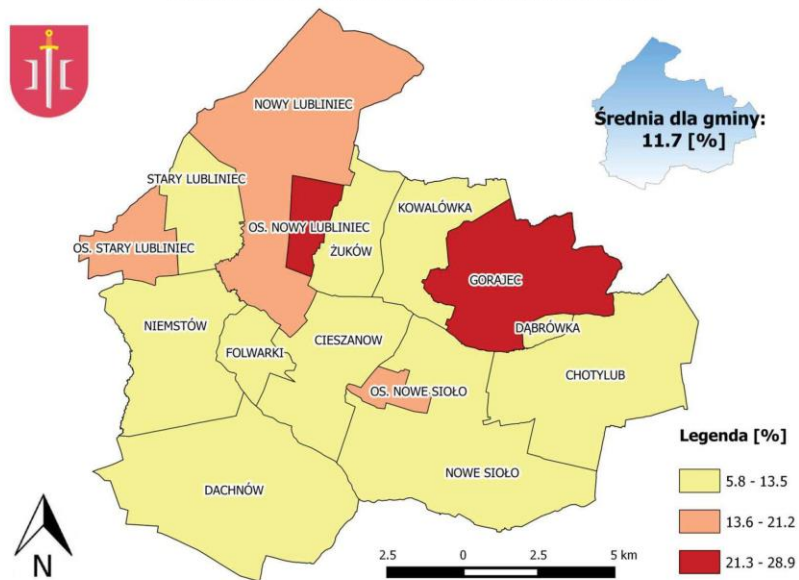 Średnia dla gminy:
11.7 [%]
NOWY LUBLINIEC
STARY LUBLINIEC
KOWALÓWKA
OS. NOWY LUBLINIEC
OS. STARY LUBLINIEC
ŻUKÓW
GORAJEC
NIEMSTÓW
CIESZANOW
DĄBRÓWKA
FOLWARKI
CHOTYLUB
OS. NOWE SIOŁO
NOWE SIOŁO
DACHNÓW
Legenda [%]
5.8 - 13.5
13.6 - 21.2
21.3 - 28.9
N
2.5 0 2.5 5 km